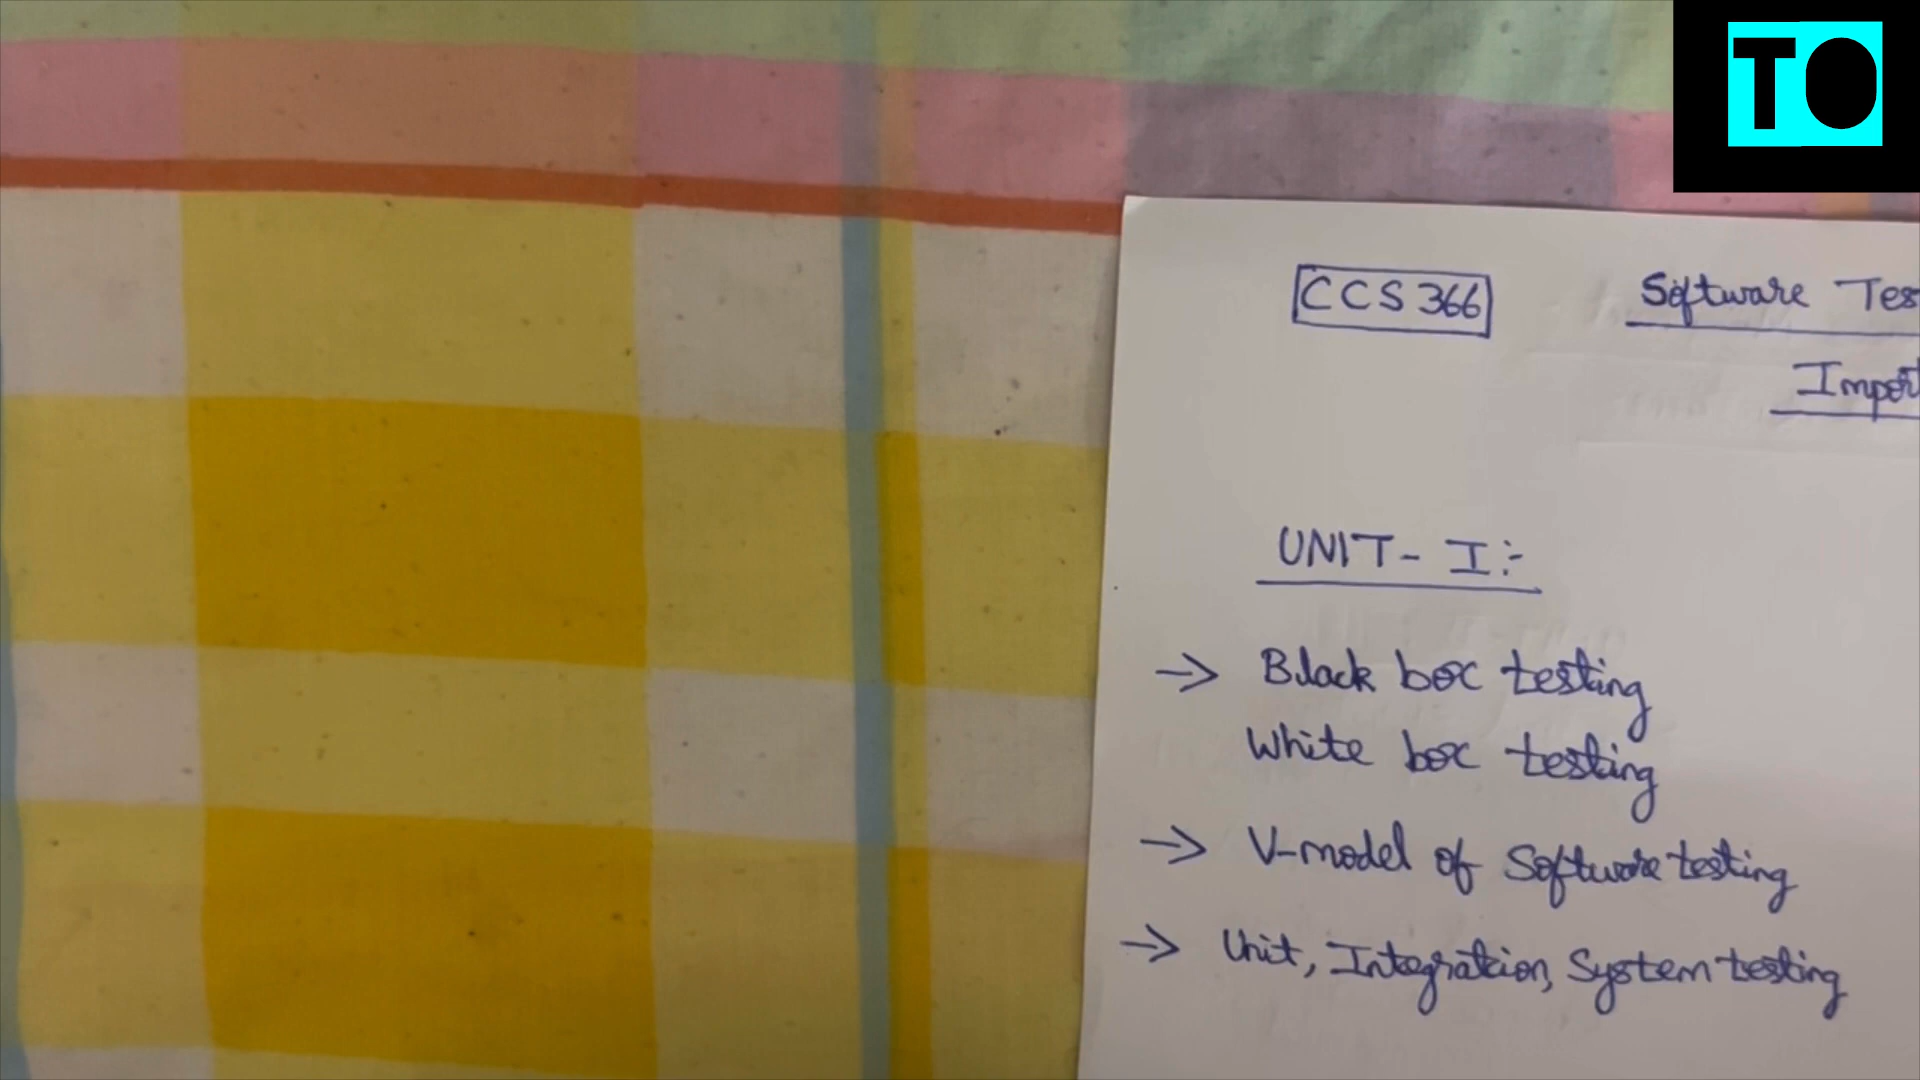 TO
CCS 366
Software Tes
Import
UNIT - I :-
→ Black box testing
White box testing
→ V-model of Software testing
→ Unit, Integration, System testing